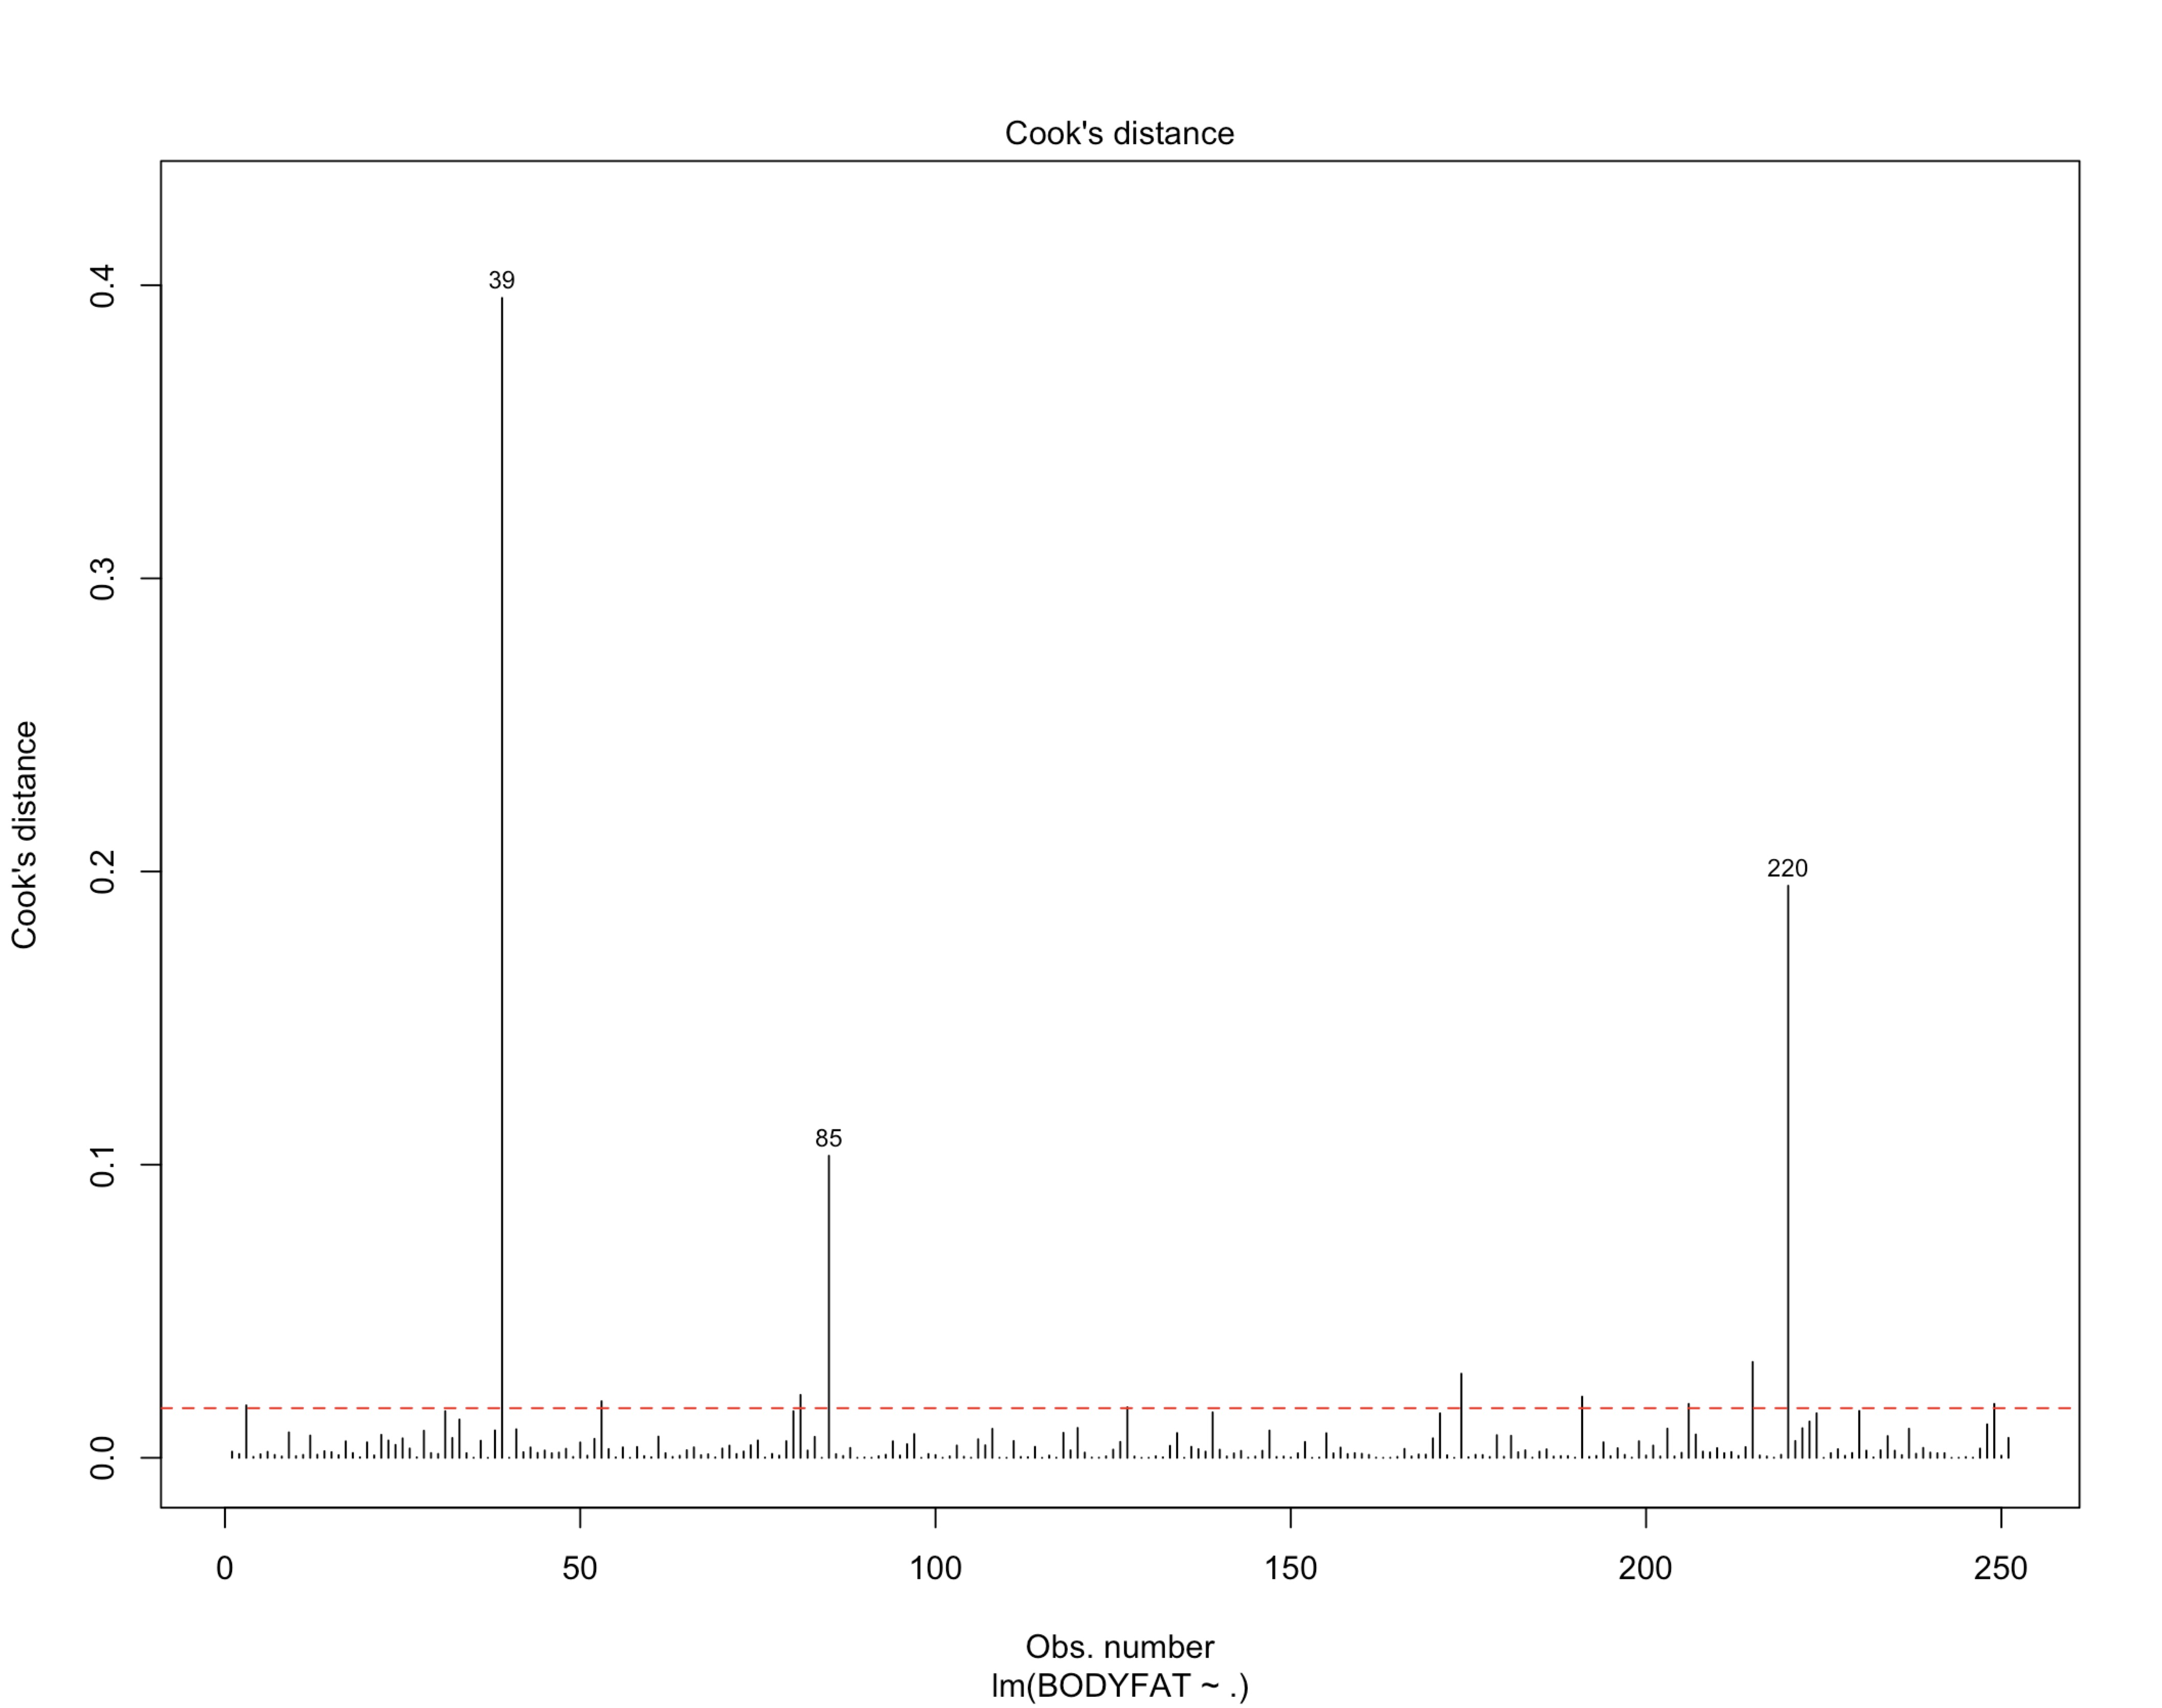 Cook's distance
Cook's distance
0.4
0.3
0.2
0.1
0.0
39
220
85
0 50 100 150 200 250
Obs. number
lm(BODYFAT ~ .)